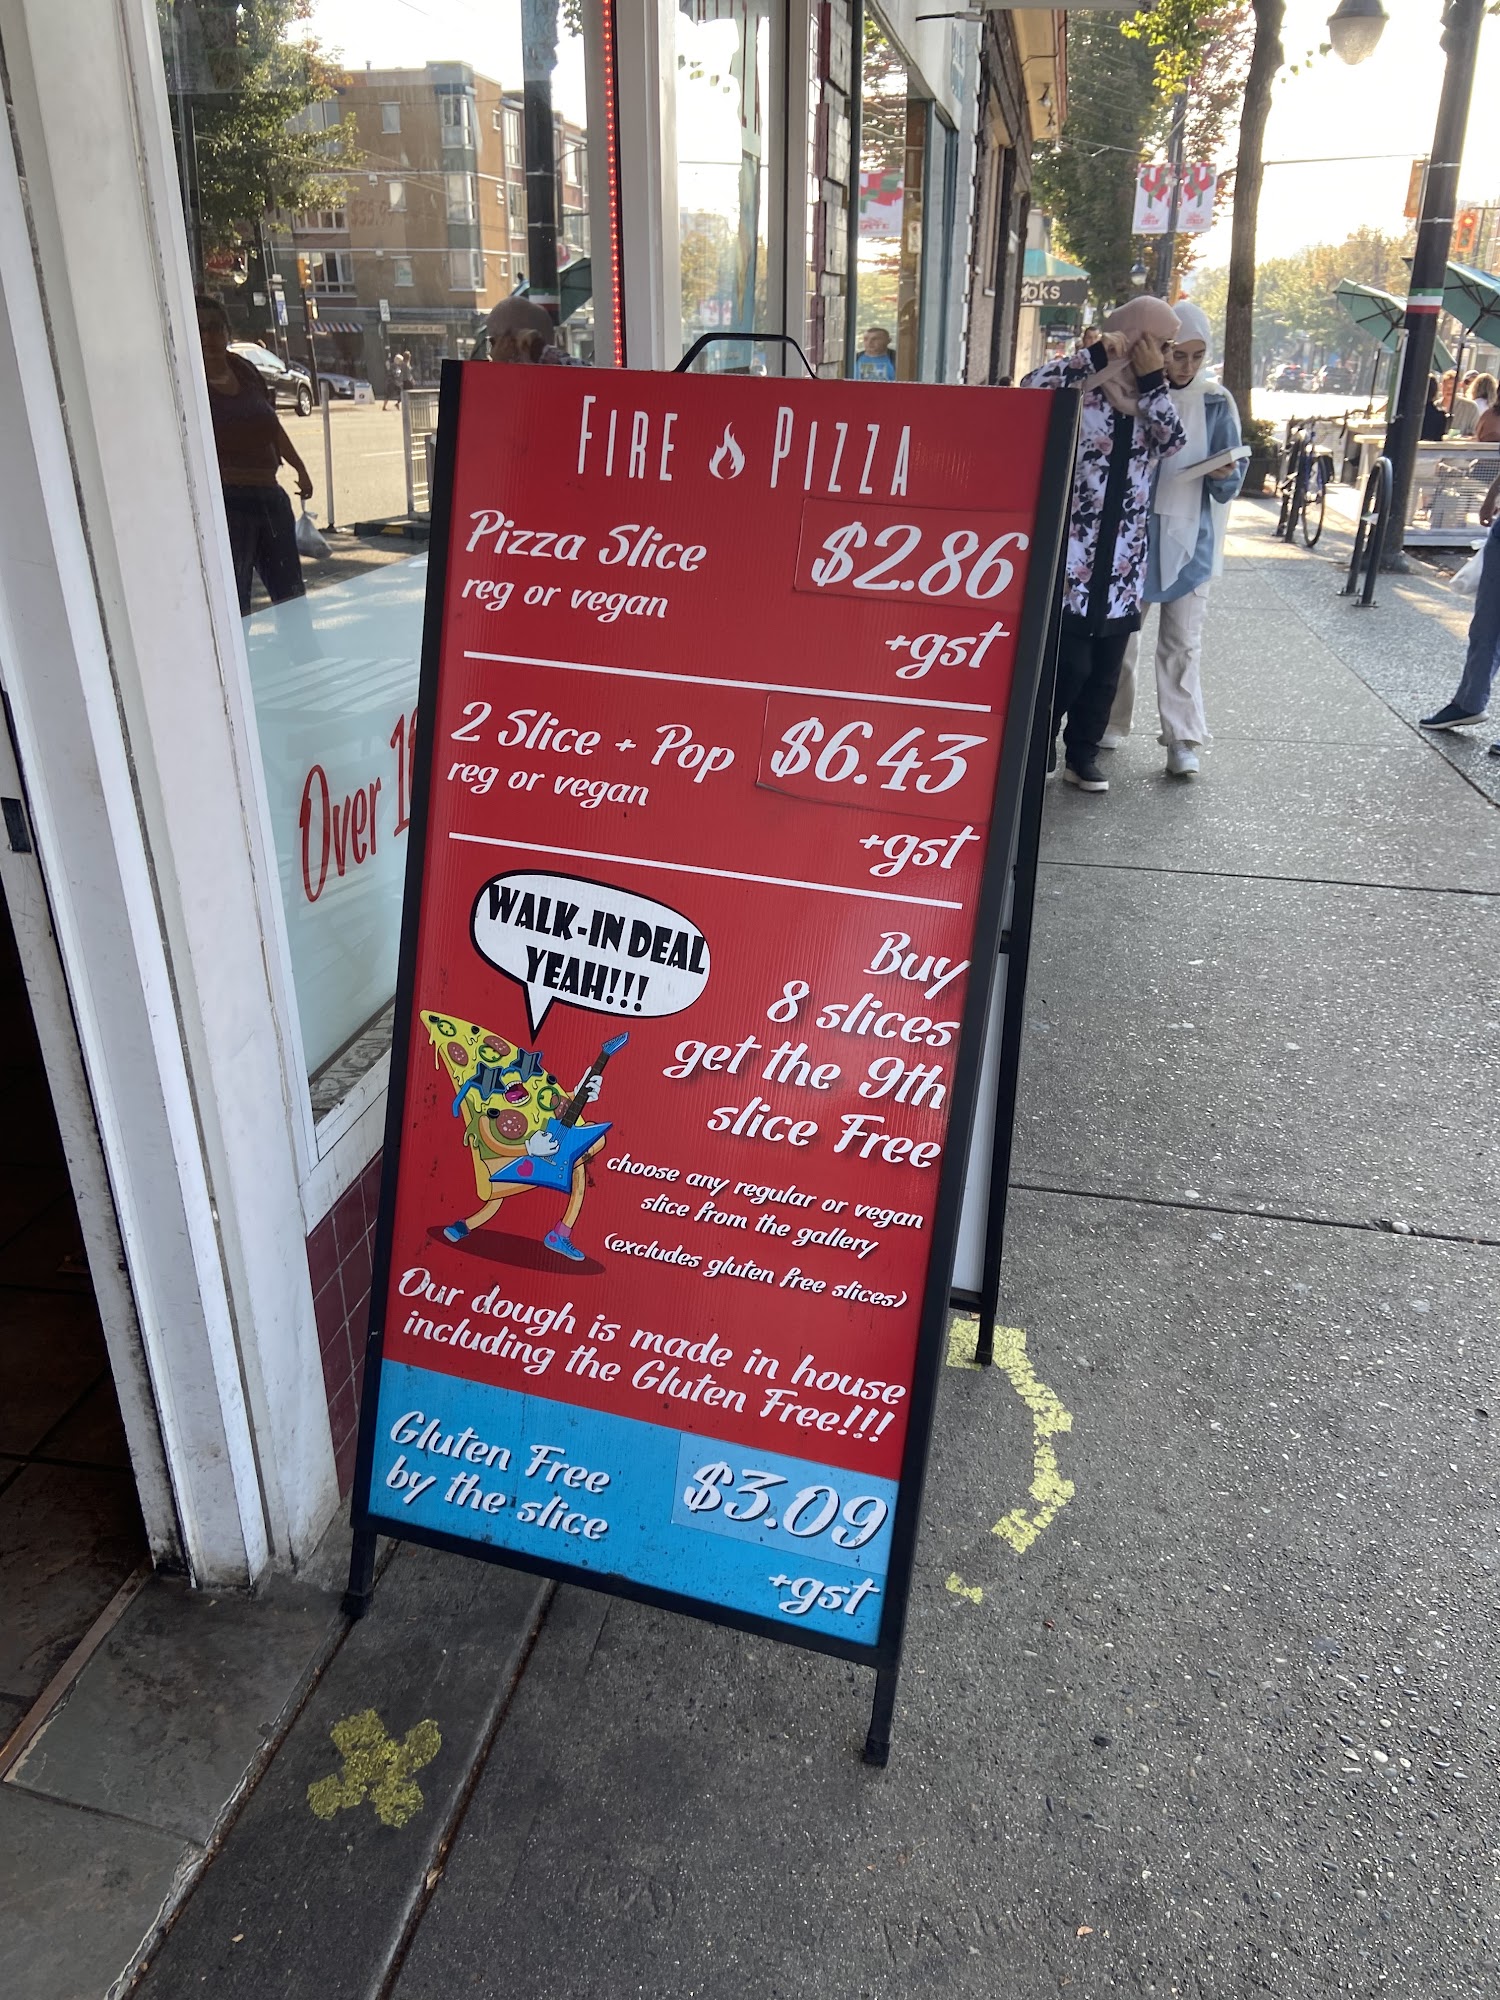 FIRE PIZZA
Pizza Slice
reg or vegan
$2.86
+gst
2 Slice + Pop
reg or vegan
$6.43
+gst
WALK-IN DEAL
YEAH!!!
Buy
8 slices
get the 9th
slice Free
choose any regular or vegan
slice from the gallery
(excludes gluten free slices)
Our dough is made in house
including the Gluten Free!!!
Gluten Free
by the slice
$3.09
+gst
Over
oks